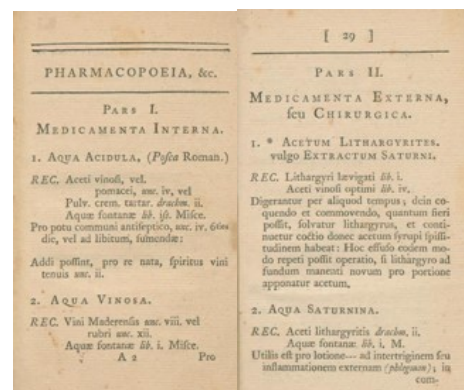 PHARMACOPOEIA, &c.
PARS I.
MEDICAMENTA INTERNA.
1. AQUA ACIDULA, (Posca Roman.)
REC. Aceti vinosi, vel.
pomacei, unc. iv, vel
Pulv. crem. tartar. drachm. ii.
Aquæ fontanæ lib. iſs. Miſce.
Pro potu communi antiseptico, unc. iv. 6ties
die, vel ad libitum, ſumendæ:
Addi poſſint, pro re nata, ſpiritus vini
tenuis unc. ii.
2. AQUA VINOSA.
REC. Vini Maderenſis unc. viii. vel
rubri unc. xii.
Aquæ fontanæ lib. i. Miſce.
A 2 Pro
[ 29 ]
PARS II.
MEDICAMENTA EXTERNA,
ſeu CHIRURGICA.
1. * ACETUM LITHARGYRITES.
vulgo EXTRACTUM SATURNI.
REC. Lithargyri lævigati lib. i.
Aceti vinoſi optimi lib. iv.
Digerantur per aliquod tempus; dein co-
quendo et commovendo, quantum fieri
poſſit, ſolvatur lithargyrus, et conti-
nuetur coctio donec acetum ſyrupi ſpiſſi-
tudinem habeat: Hoc effuſo eodem mo-
do repeti poſſit operatio, ſi lithargyro ad
fundum maneati novum pro portione
apponatur acetum.
2. AQUA SATURNINA.
REC. Aceti lithargyritis drachm. ii.
Aquæ fontanæ lib. i, M.
Utilis eſt pro lotione--- ad intertriginem ſeu
inflammationem externam (phlegmon); in
com-